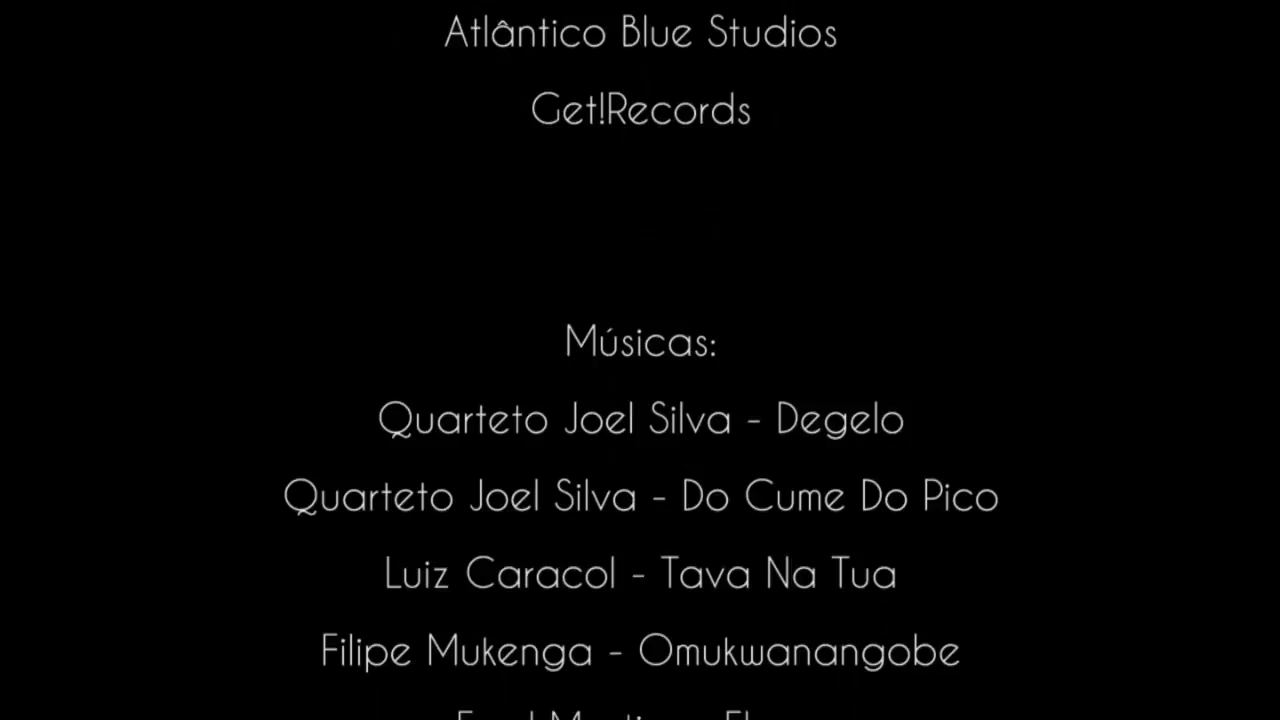 Atlântico Blue Studios
Get!Records
Músicas:
Quarteto Joel Silva - Degelo
Quarteto Joel Silva - Do Cume Do Pico
Luiz Caracol - Tava Na Tua
Filipe Mukenga - Omukwanangobe